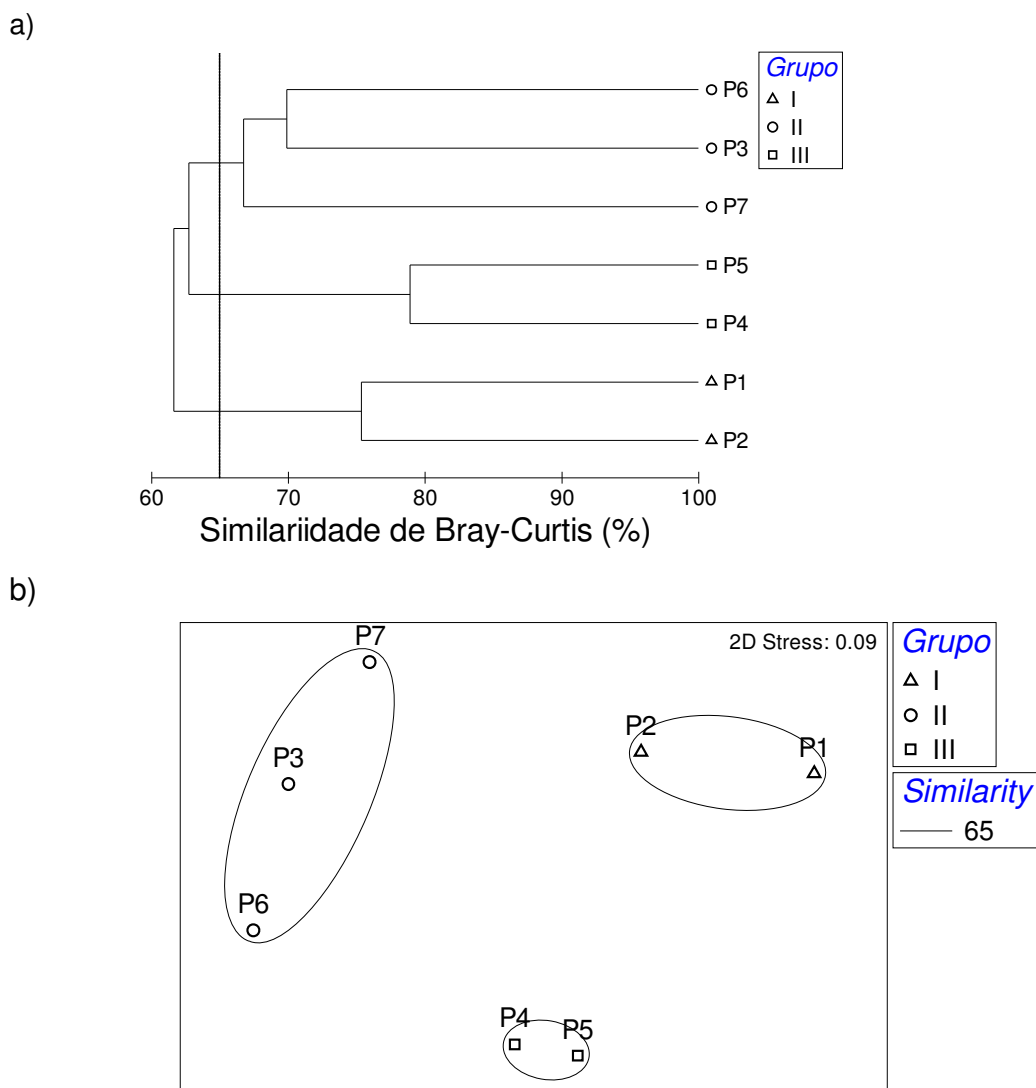 a)
Grupo
I
II
III
P6
P3
P7
P5
P4
P1
P2
60 70 80 90 100
Similariidade de Bray-Curtis (%)
b)
2D Stress: 0.09
P7
P2
P1
P3
P6
P4
P5
Grupo
I
II
III
Similarity
65